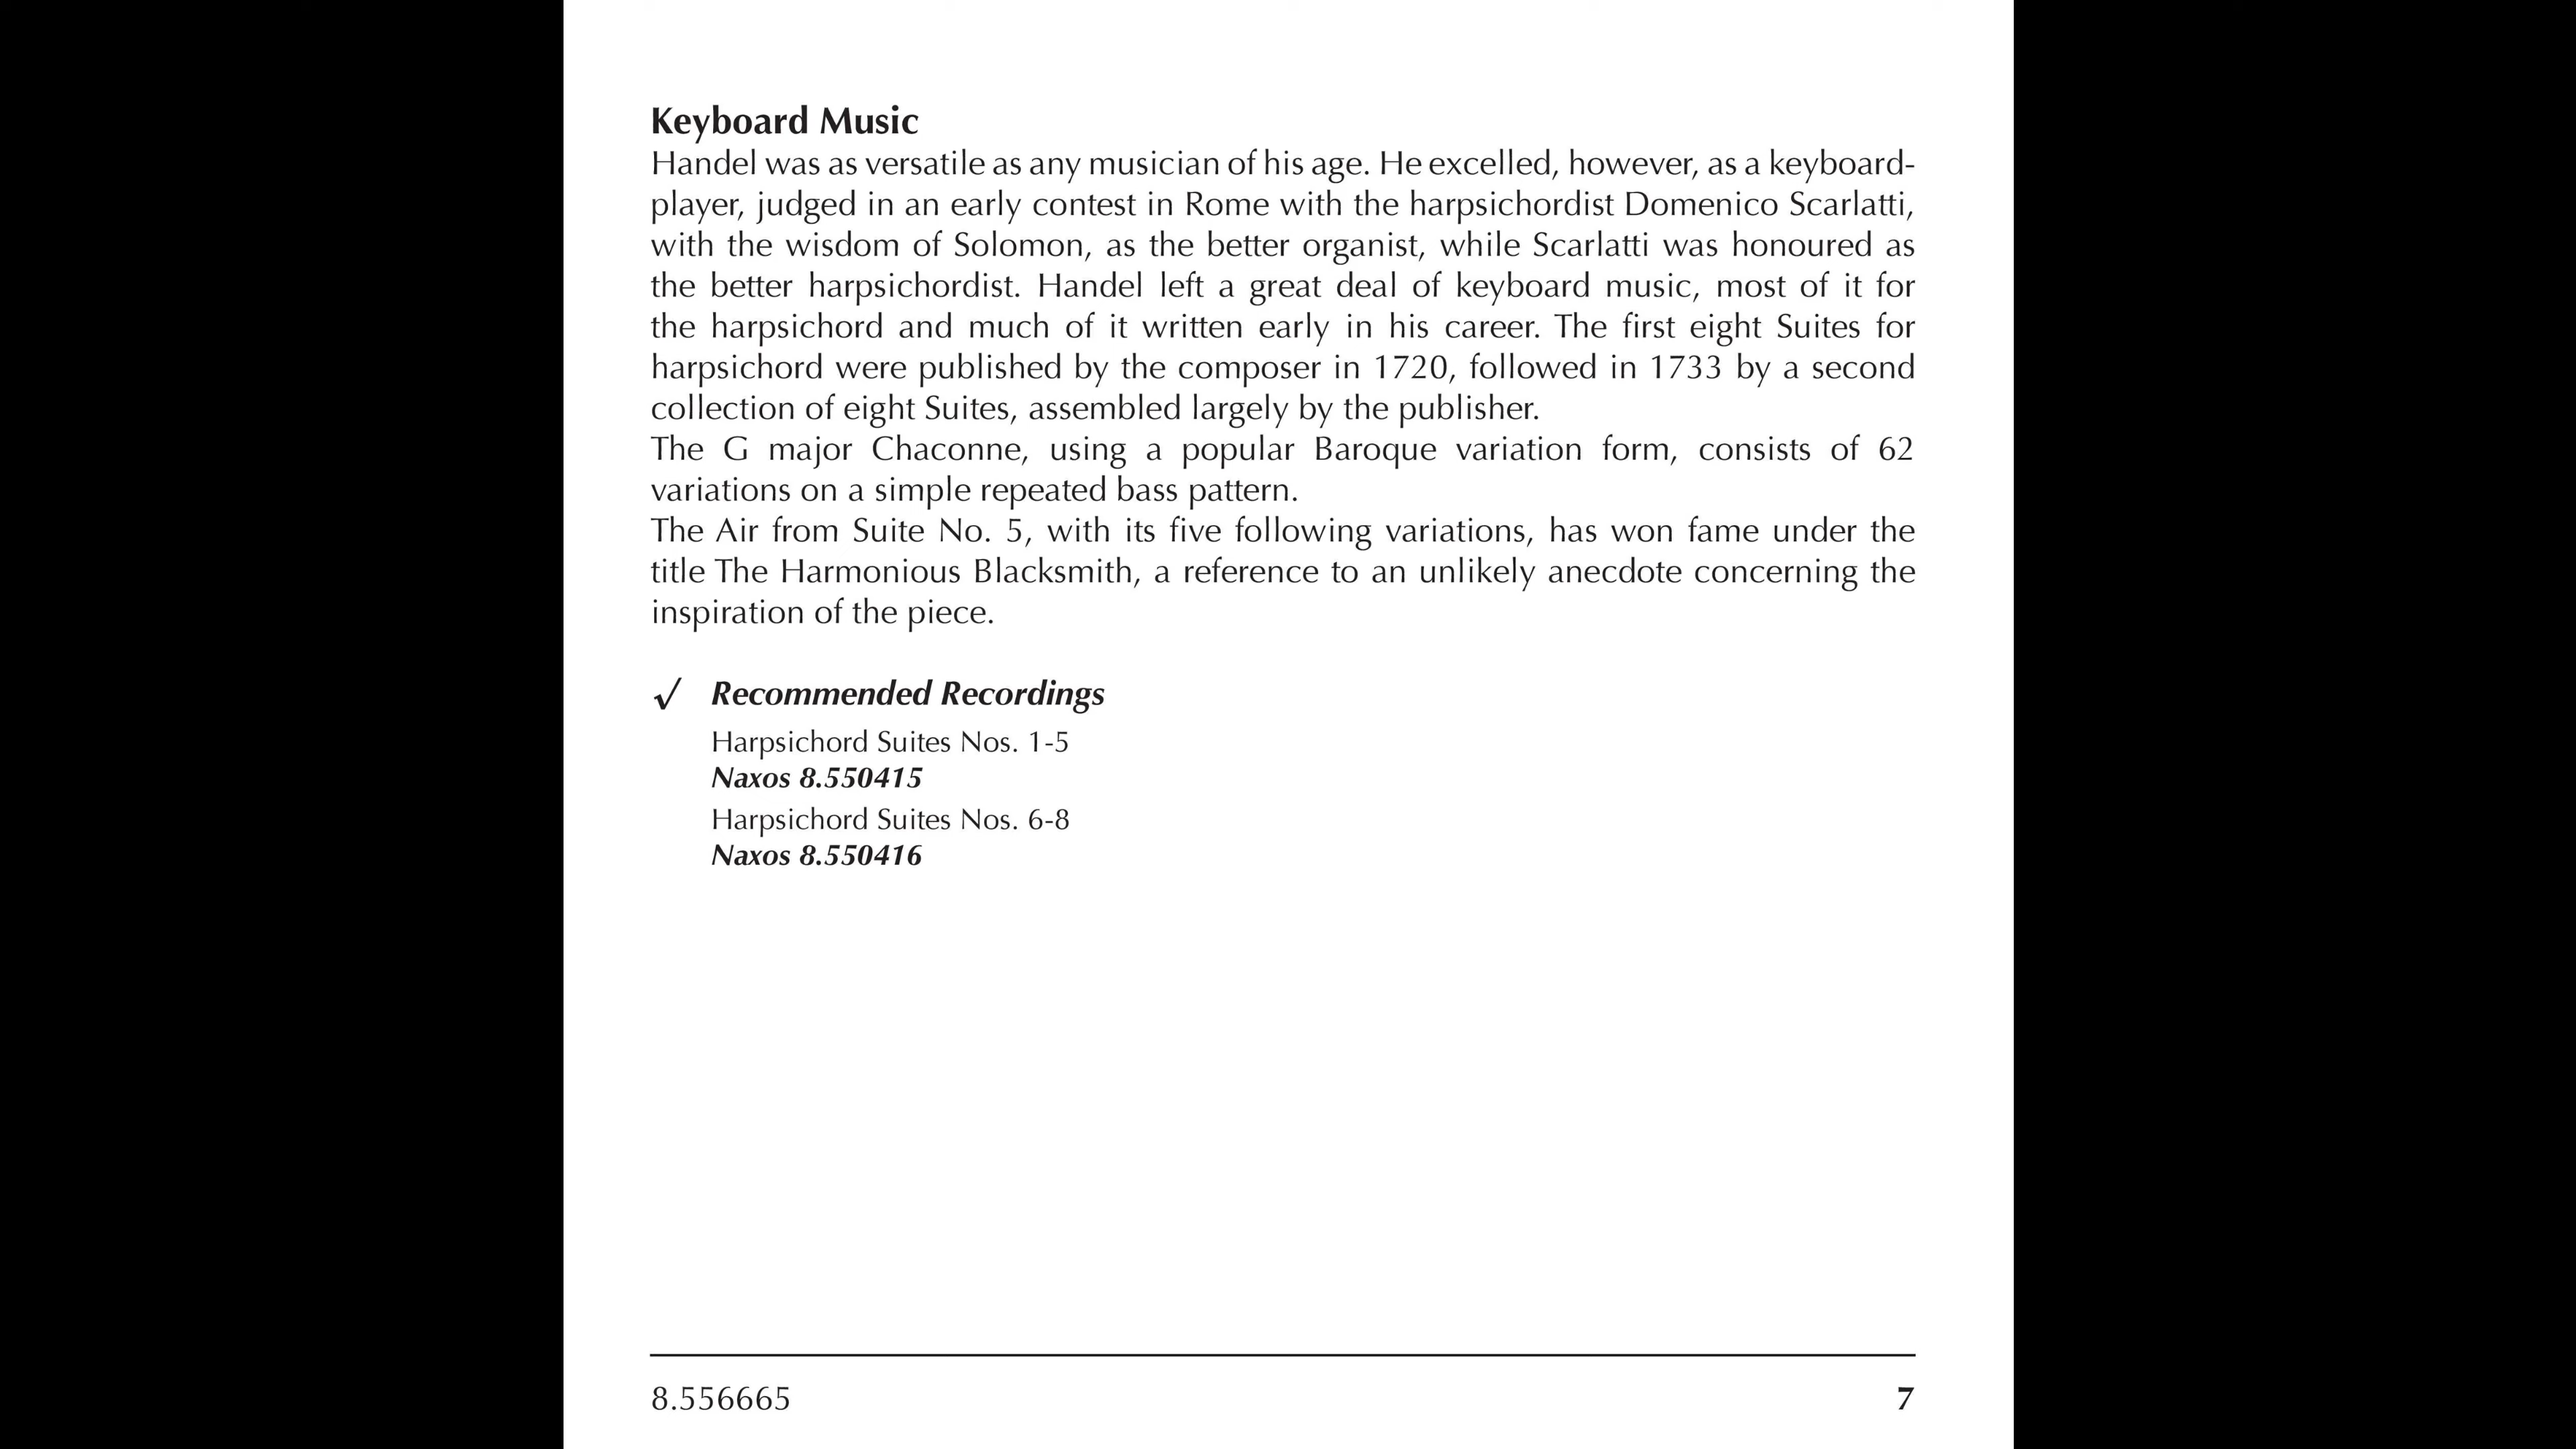 Keyboard Music
Handel was as versatile as any musician of his age. He excelled, however, as a keyboard-
player, judged in an early contest in Rome with the harpsichordist Domenico Scarlatti,
with the wisdom of Solomon, as the better organist, while Scarlatti was honoured as
the better harpsichordist. Handel left a great deal of keyboard music, most of it for
the harpsichord and much of it written early in his career. The first eight Suites for
harpsichord were published by the composer in 1720, followed in 1733 by a second
collection of eight Suites, assembled largely by the publisher.
The G major Chaconne, using a popular Baroque variation form, consists of 62
variations on a simple repeated bass pattern.
The Air from Suite No. 5, with its five following variations, has won fame under the
title The Harmonious Blacksmith, a reference to an unlikely anecdote concerning the
inspiration of the piece.
√ Recommended Recordings
Harpsichord Suites Nos. 1-5
Naxos 8.550415
Harpsichord Suites Nos. 6-8
Naxos 8.550416
8.556665 7